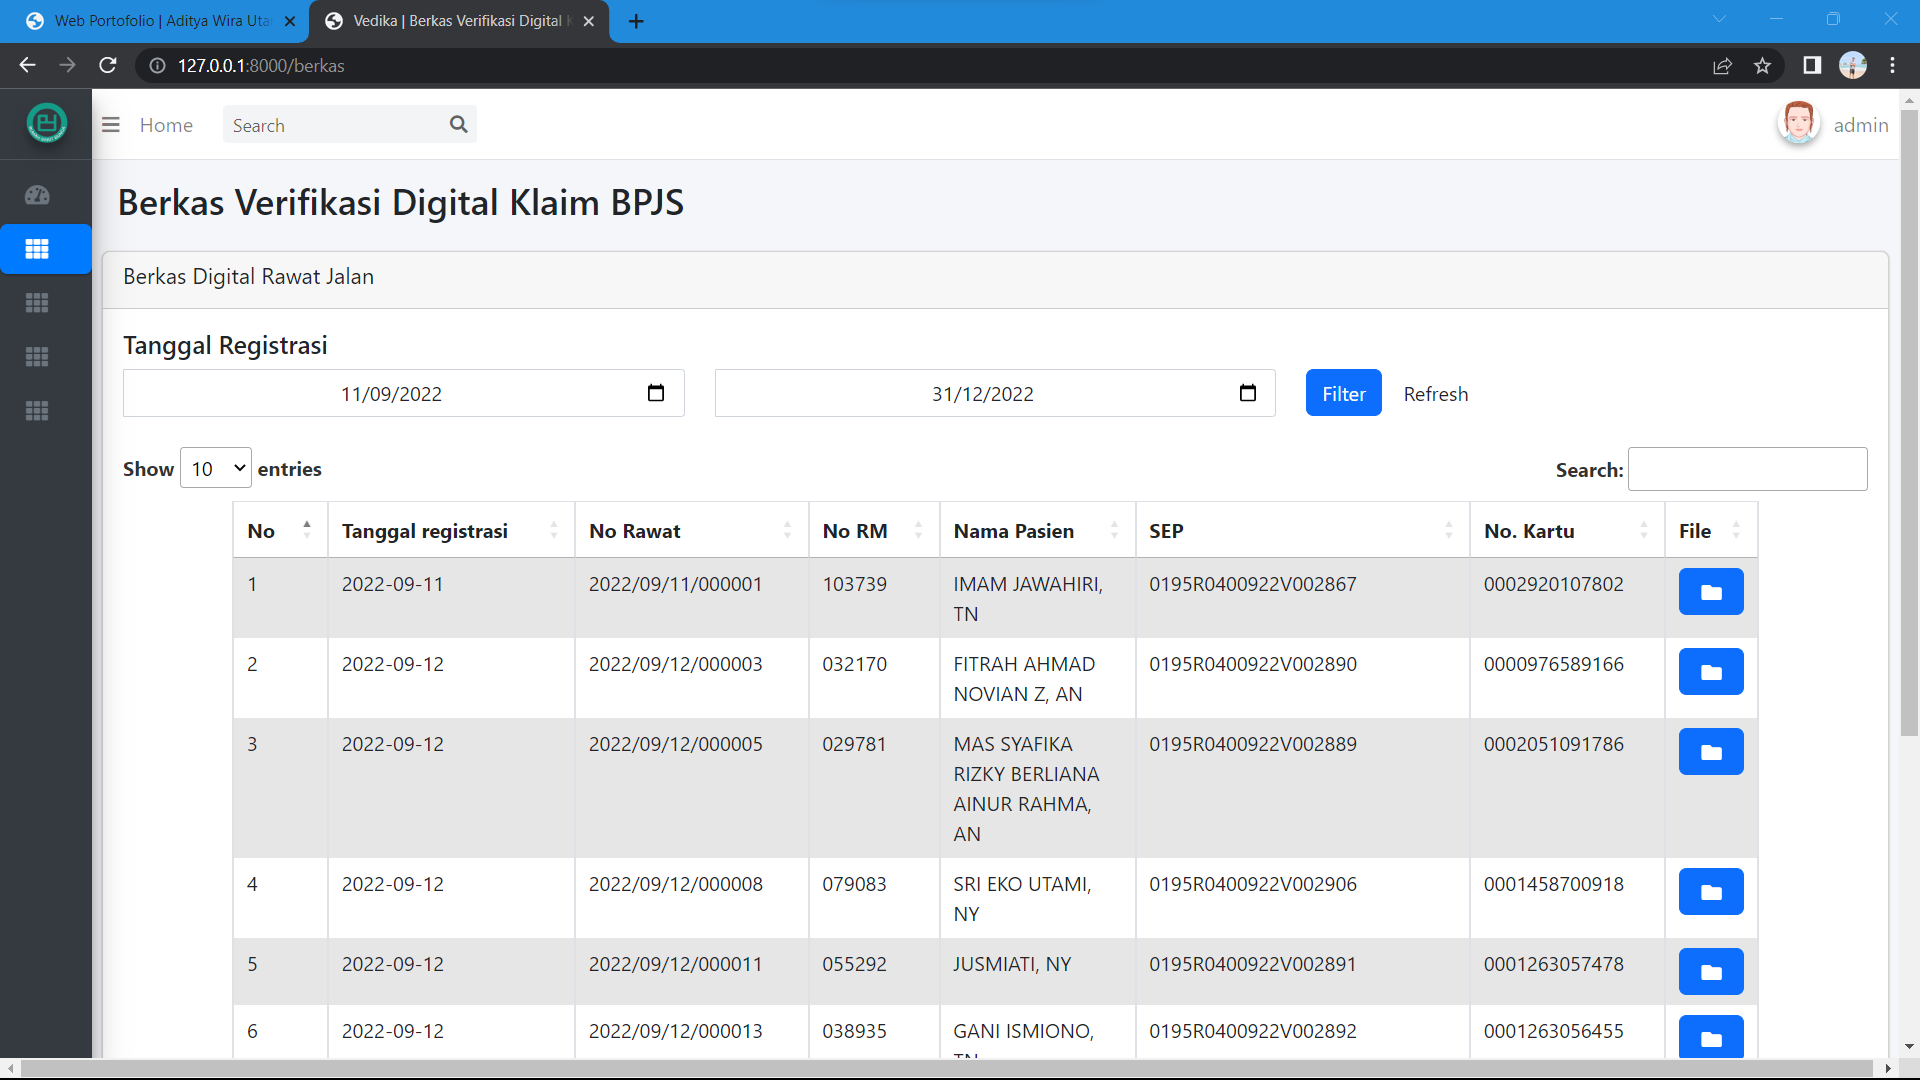 Web Portofolio | Aditya Wira Uta
Vedika | Berkas Verifikasi Digital K
127.0.0.1:8000/berkas
Home
Search
admin
Berkas Verifikasi Digital Klaim BPJS
Berkas Digital Rawat Jalan
Tanggal Registrasi
11/09/2022
31/12/2022
Filter
Refresh
Show 10 entries
Search:
No Tanggal registrasi No Rawat No RM Nama Pasien SEP No. Kartu File
1 2022-09-11 2022/09/11/000001 103739 IMAM JAWAHIRI, 0195R0400922V002867 0002920107802
TN
2 2022-09-12 2022/09/12/000003 032170 FITRAH AHMAD 0195R0400922V002890 0000976589166
NOVIAN Z, AN
3 2022-09-12 2022/09/12/000005 029781 MAS SYAFIKA 0195R0400922V002889 0002051091786
RIZKY BERLIANA
AINUR RAHMA,
AN
4 2022-09-12 2022/09/12/000008 079083 SRI EKO UTAMI, 0195R0400922V002906 0001458700918
NY
5 2022-09-12 2022/09/12/000011 055292 JUSMIATI, NY 0195R0400922V002891 0001263057478
6 2022-09-12 2022/09/12/000013 038935 GANI ISMIONO, 0195R0400922V002892 0001263056455